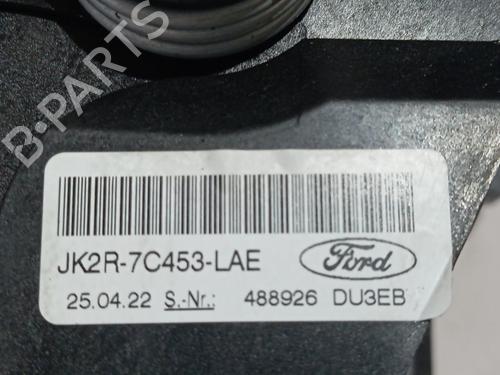 B-PARTS
JK2R-7C453-LAE
Ford
25.04.22 S.-Nr.: 488926 DU3EB